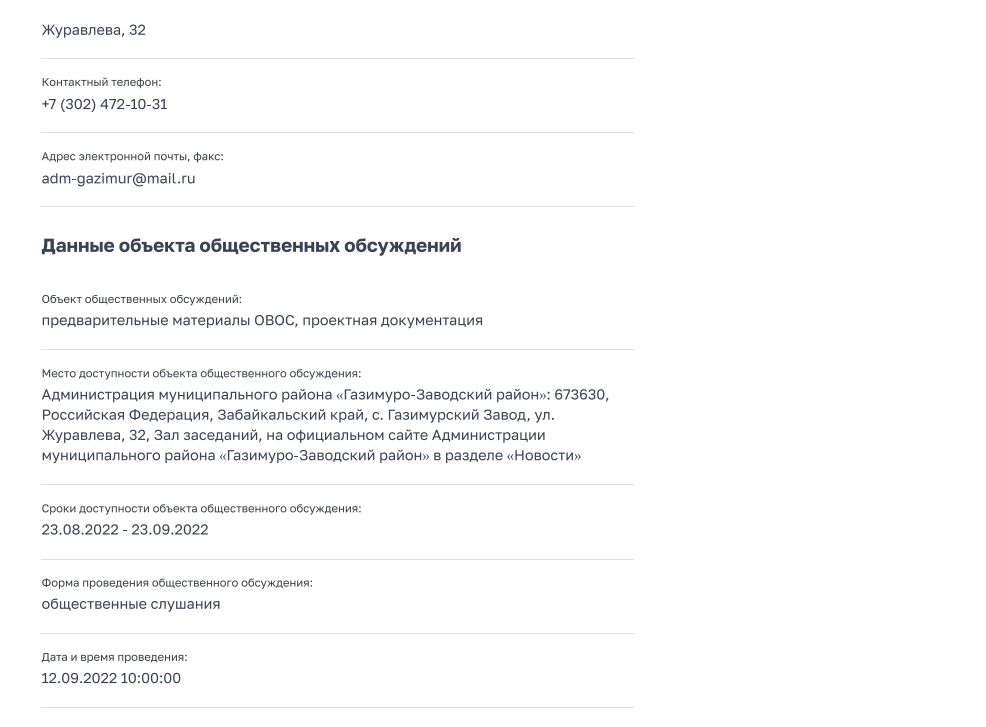 Журавлева, 32
Контактный телефон:
+7 (302) 472-10-31
Адрес электронной почты, факс:
adm-gazimur@mail.ru
Данные объекта общественных обсуждений
Объект общественных обсуждений:
предварительные материалы ОВОС, проектная документация
Место доступности объекта общественного обсуждения:
Администрация муниципального района «Газимуро-Заводский район»: 673630,
Российская Федерация, Забайкальский край, с. Газимурский Завод, ул.
Журавлева, 32, Зал заседаний, на официальном сайте Администрации
муниципального района «Газимуро-Заводский район» в разделе «Новости»
Сроки доступности объекта общественного обсуждения:
23.08.2022 - 23.09.2022
Форма проведения общественного обсуждения:
общественные слушания
Дата и время проведения:
12.09.2022 10:00:00